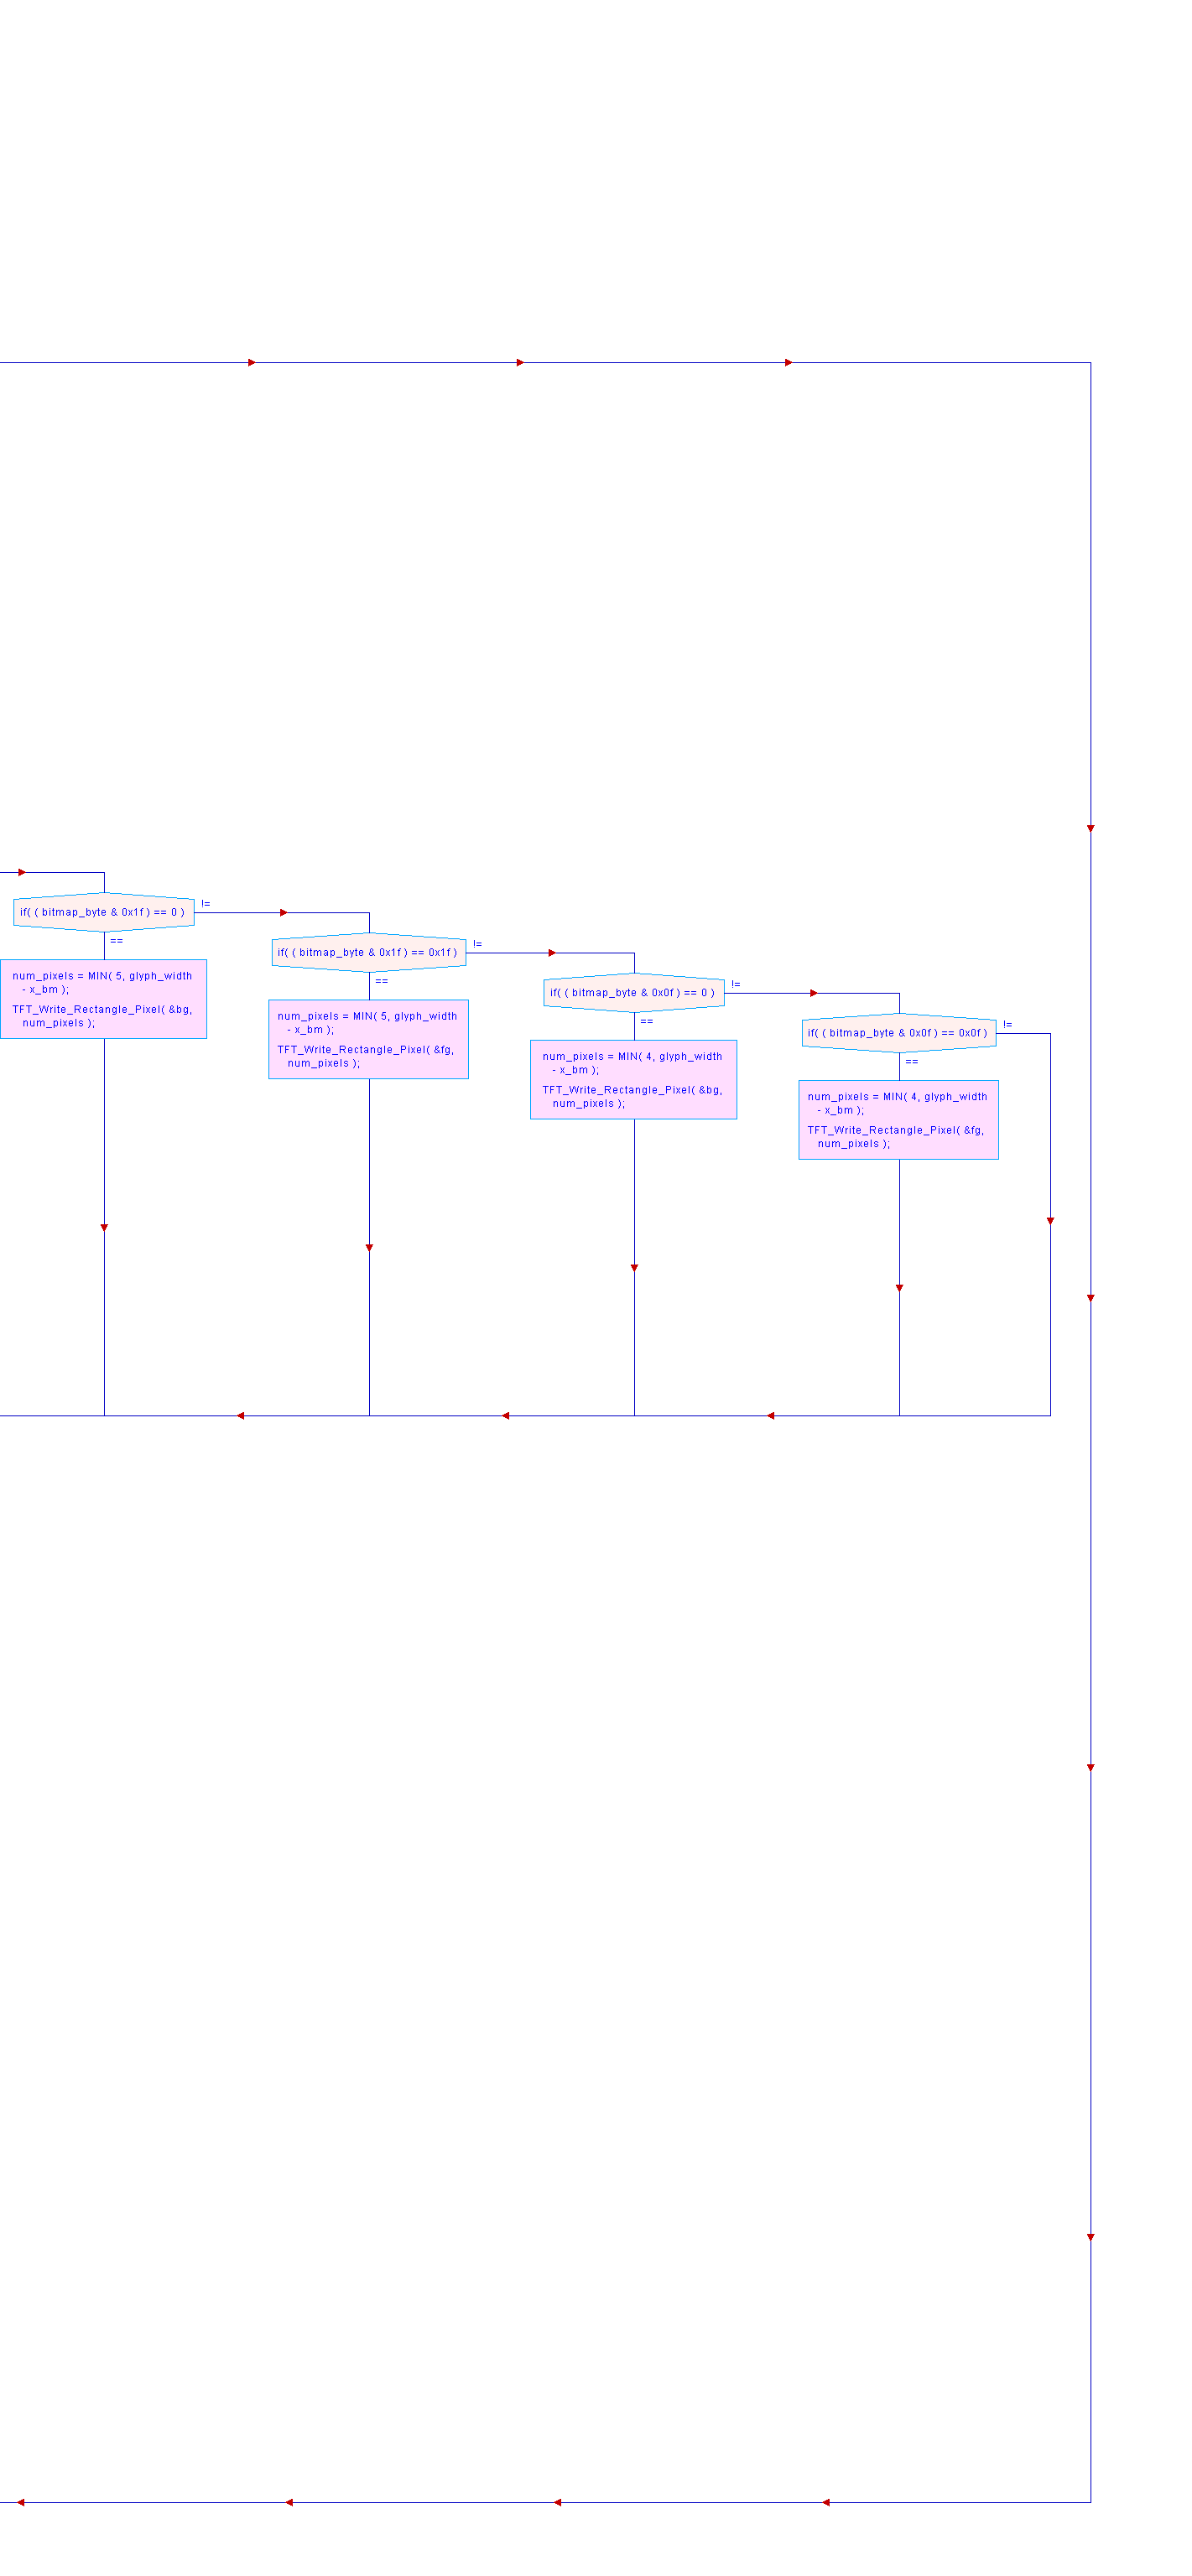 if( ( bitmap_byte & 0x1f ) == 0 )
!=
==
num_pixels = MIN( 5, glyph_width
- x_bm );
TFT_Write_Rectangle_Pixel( &bg,
num_pixels );
if( ( bitmap_byte & 0x1f ) == 0x1f )
!=
==
num_pixels = MIN( 5, glyph_width
- x_bm );
TFT_Write_Rectangle_Pixel( &fg,
num_pixels );
if( ( bitmap_byte & 0x0f ) == 0 )
!=
==
num_pixels = MIN( 4, glyph_width
- x_bm );
TFT_Write_Rectangle_Pixel( &bg,
num_pixels );
if( ( bitmap_byte & 0x0f ) == 0x0f )
!=
==
num_pixels = MIN( 4, glyph_width
- x_bm );
TFT_Write_Rectangle_Pixel( &fg,
num_pixels );